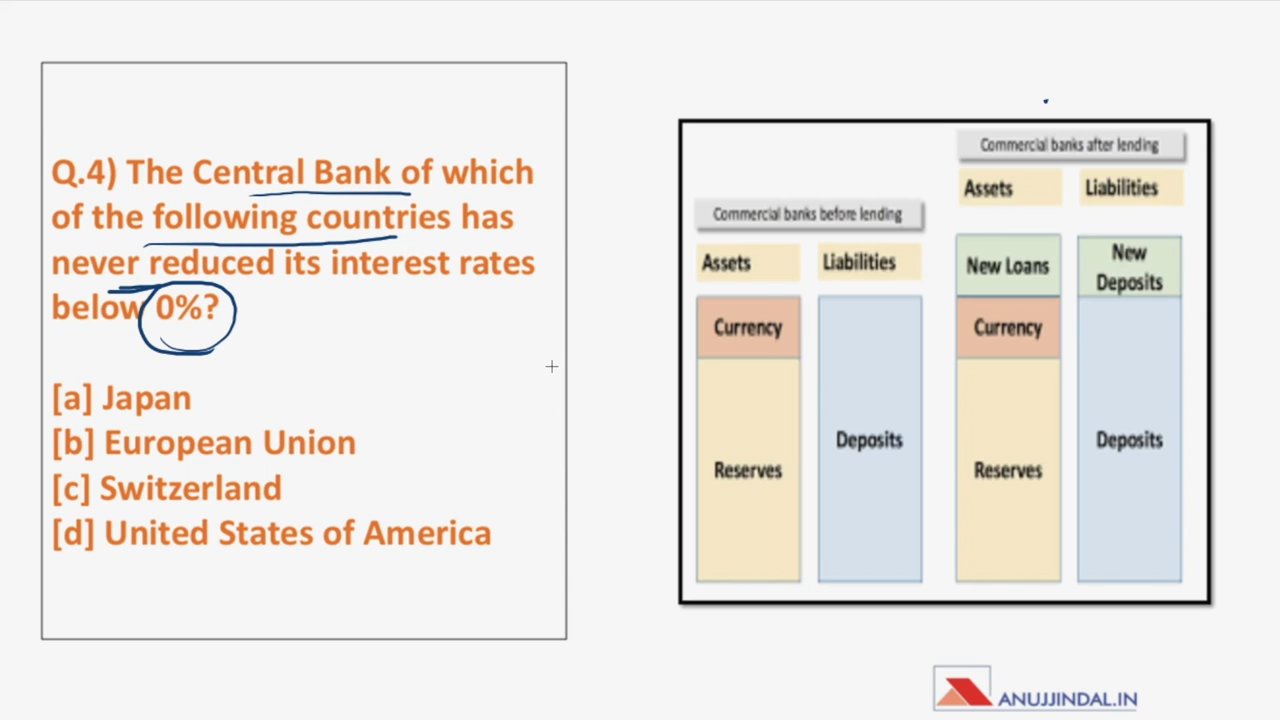 Q.4) The Central Bank of which
of the following countries has
never reduced its interest rates
below 0%?
[a] Japan
[b] European Union
[c] Switzerland
[d] United States of America
Commercial banks before lending
Assets
Liabilities
Currency
Reserves
Deposits
Commercial banks after lending
Assets
Liabilities
New Loans
New
Deposits
Currency
Reserves
Deposits
ANUJJINDAL.IN